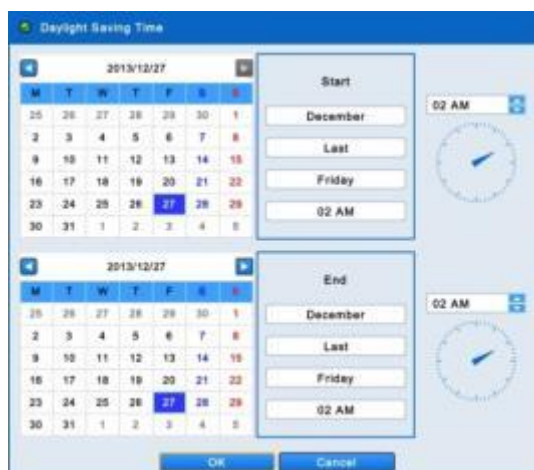 Daylight Saving Time
2013/12/27
M T W T F S S
25 26 27 28 29 30 1
2 3 4 5 6 7 8
9 10 11 12 13 14 15
16 17 18 19 20 21 22
23 24 25 26 27 28 29
30 31 1 2 3 4 5
Start
December
Last
Friday
02 AM
02 AM
2013/12/27
M T W T F S S
25 26 27 28 29 30 1
2 3 4 5 6 7 8
9 10 11 12 13 14 15
16 17 18 19 20 21 22
23 24 25 26 27 28 29
30 31 1 2 3 4 5
End
December
Last
Friday
02 AM
02 AM
OK Cancel